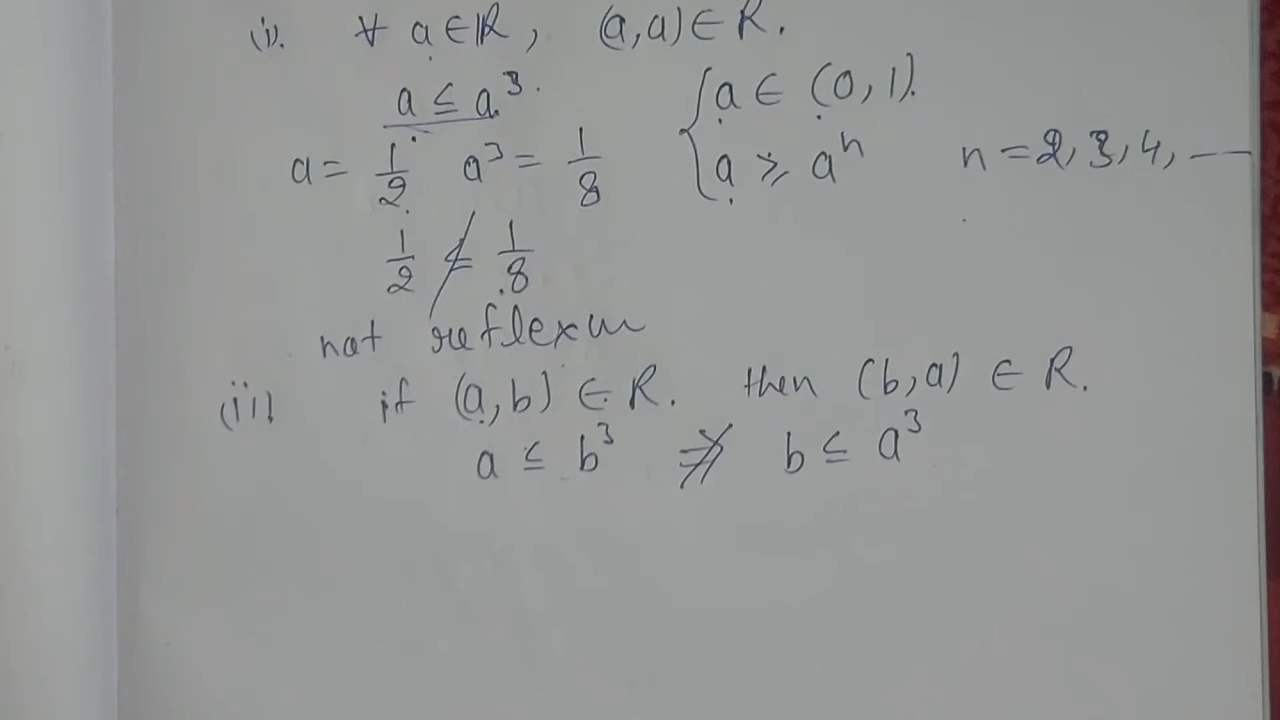 (i). ∀ a ∈ ℝ, (a,a) ∈ R.
a ≤ a³. { a ∈ (0,1).
a = 1/2 a³ = 1/8 a ⩾ aⁿ n = 2, 3, 4, —
1/2 ≰ 1/8
not reflexive
(ii) if (a,b) ∈ R. then (b,a) ∈ R.
a ≤ b³ ⇏ b ≤ a³